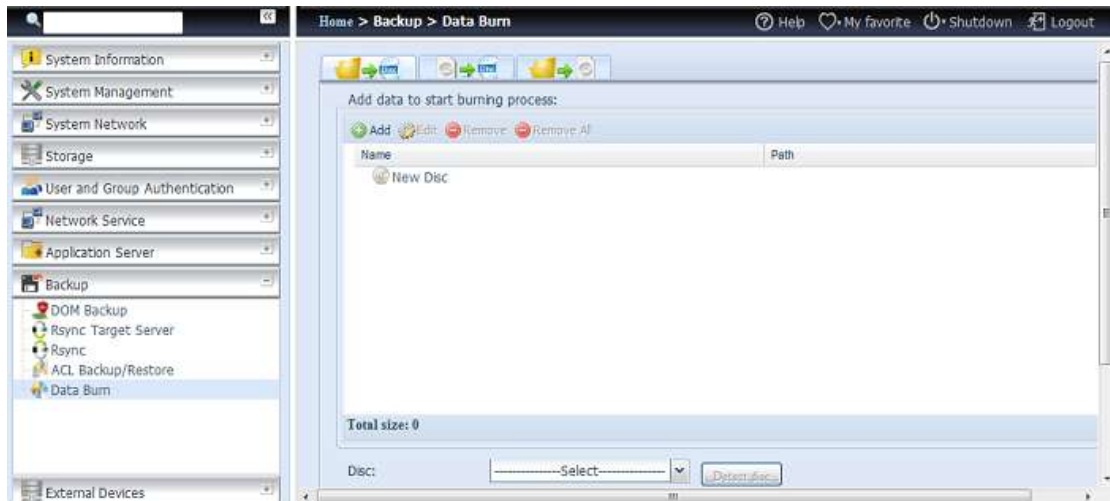 Home > Backup > Data Burn
Help My favorite Shutdown Logout
System Information
System Management
System Network
Storage
User and Group Authentication
Network Service
Application Server
Backup
DOM Backup
Rsync Target Server
Rsync
ACL Backup/Restore
Data Burn
External Devices
Add data to start burning process:
Add Edit Remove Remove All
Name Path
New Disc
Total size: 0
Disc: -----Select----- Detect disc